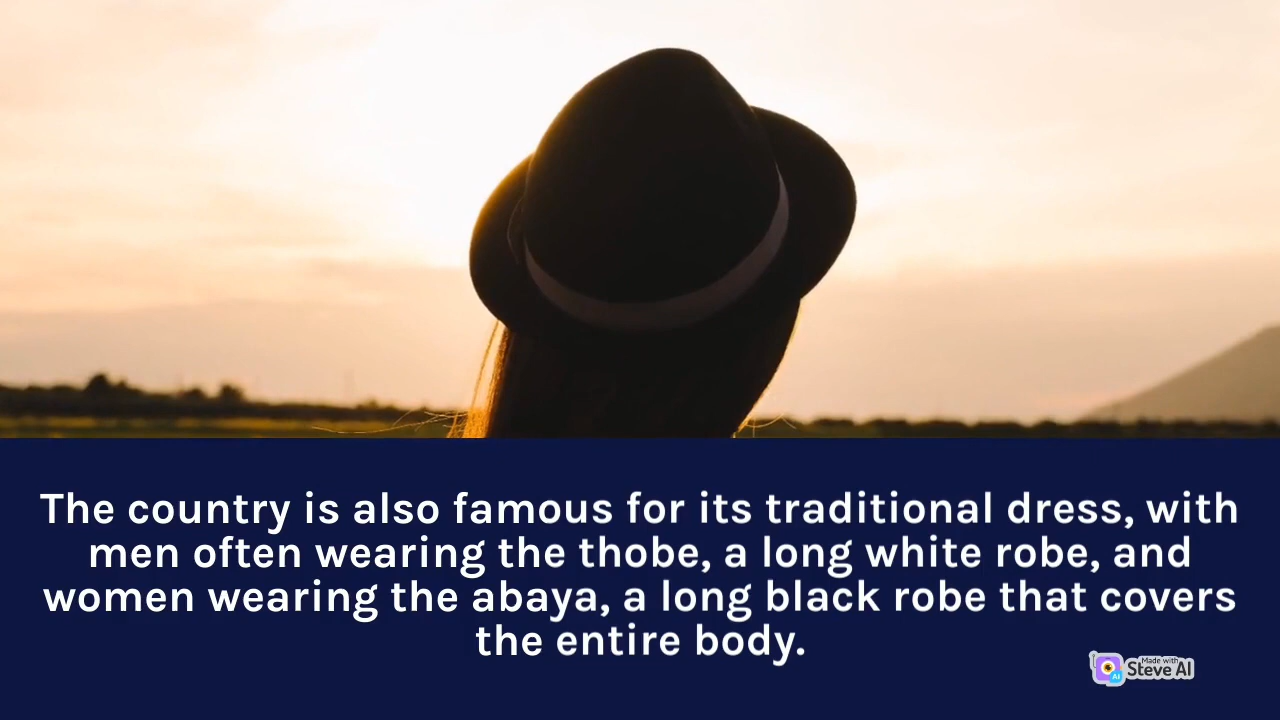 The country is also famous for its traditional dress, with
men often wearing the thobe, a long white robe, and
women wearing the abaya, a long black robe that covers
the entire body.
Made with
Steve AI
AI